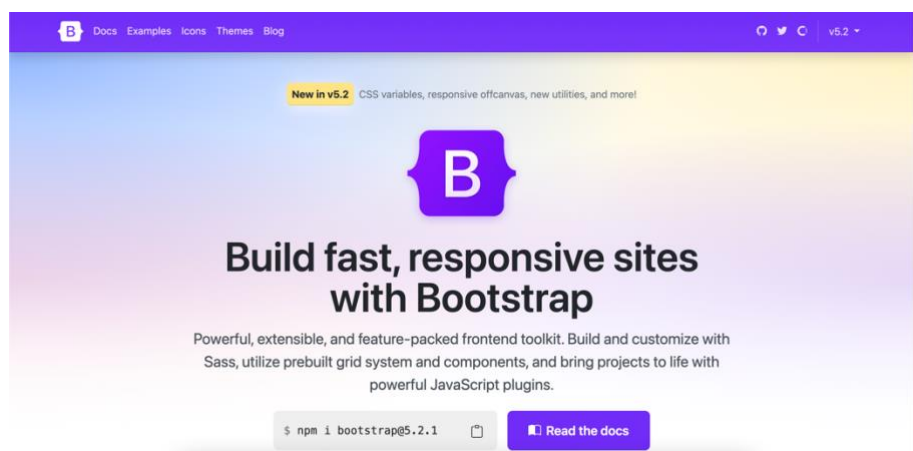 B Docs Examples Icons Themes Blog v5.2
New in v5.2 CSS variables, responsive offcanvas, new utilities, and more!
B
Build fast, responsive sites
with Bootstrap
Powerful, extensible, and feature-packed frontend toolkit. Build and customize with
Sass, utilize prebuilt grid system and components, and bring projects to life with
powerful JavaScript plugins.
$ npm i bootstrap@5.2.1 Read the docs